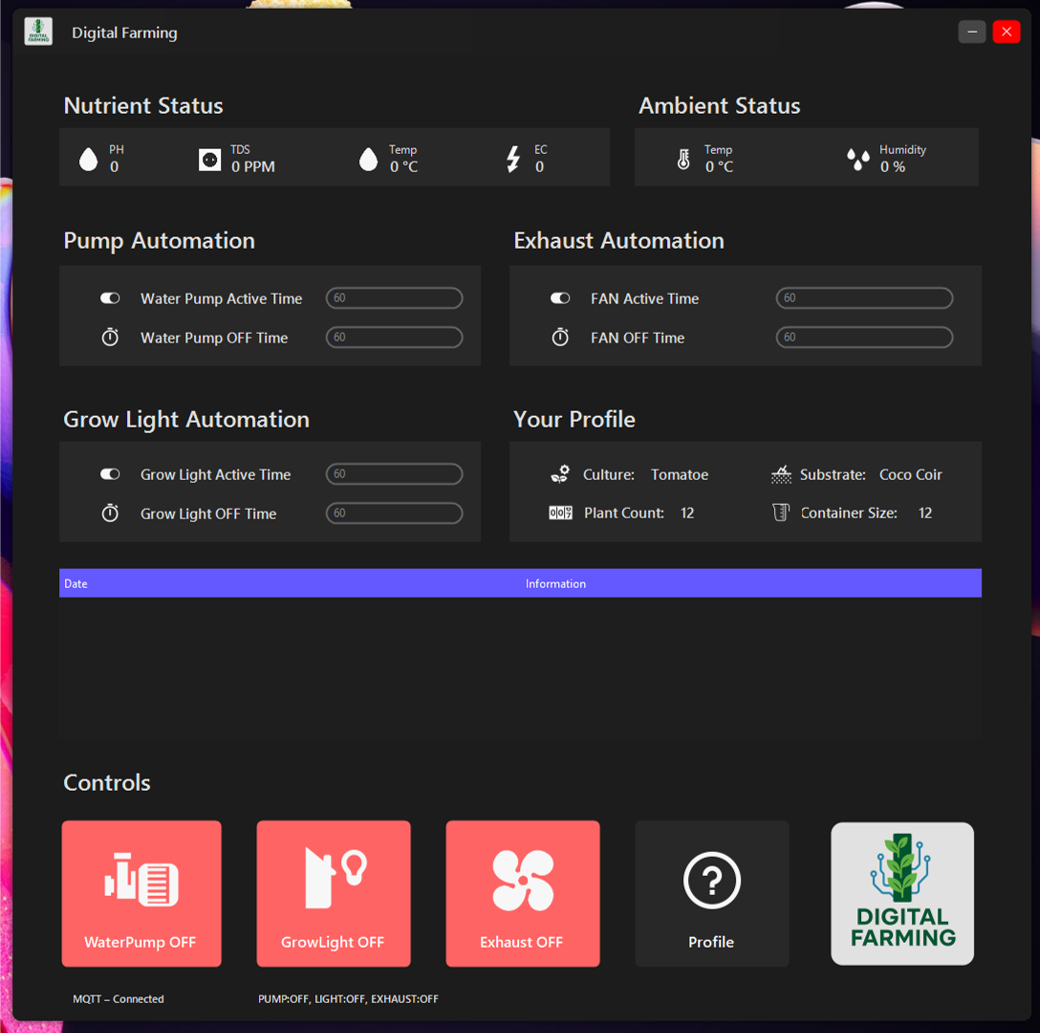 DIGITAL
FARMING
Digital Farming
Nutrient Status
Ambient Status
PH
0
TDS
0 PPM
Temp
0 °C
EC
0
Temp
0 °C
Humidity
0 %
Pump Automation
Exhaust Automation
Water Pump Active Time
60
Water Pump OFF Time
60
FAN Active Time
60
FAN OFF Time
60
Grow Light Automation
Your Profile
Grow Light Active Time
60
Grow Light OFF Time
60
Culture: Tomatoe
Substrate: Coco Coir
Plant Count: 12
Container Size: 12
Date
Information
Controls
WaterPump OFF
GrowLight OFF
Exhaust OFF
?
Profile
DIGITAL
FARMING
MQTT – Connected
PUMP:OFF, LIGHT:OFF, EXHAUST:OFF